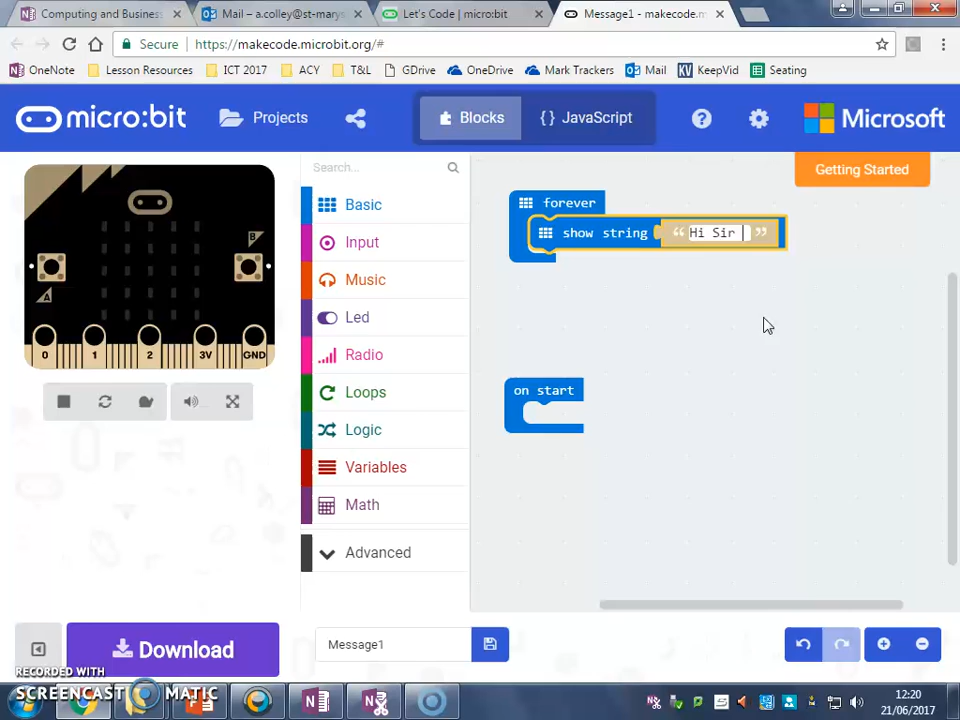 Computing and Business
Mail – a.colley@st-marys
Let's Code | micro:bit
Message1 - makecode.m
Secure
https://makecode.microbit.org/#
OneNote
Lesson Resources
ICT 2017
ACY
T&L
GDrive
OneDrive
Mark Trackers
Mail
KV
KeepVid
Seating
micro:bit
Projects
Blocks
{ } JavaScript
?
Microsoft
Search...
Getting Started
Basic
Input
Music
Led
Radio
Loops
Logic
Variables
Math
Advanced
B
A
0
1
2
3V
GND
forever
show string
“ Hi Sir ”
on start
Download
Message1
RECORDED WITH
SCREENCAST MATIC
12:20
21/06/2017